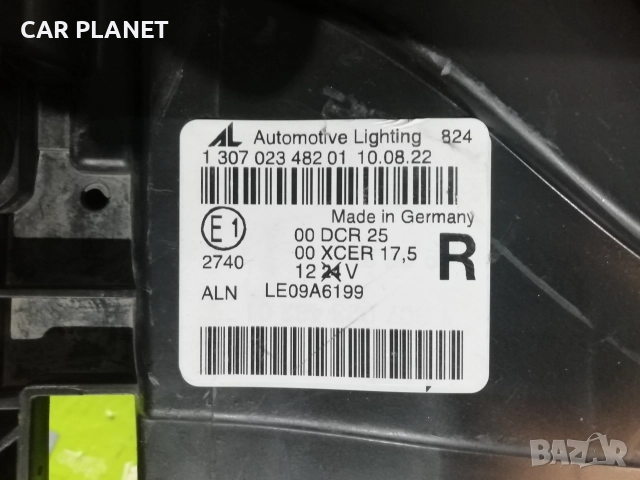 CAR PLANET
AL Automotive Lighting 824
1 307 023 482 01 10.08.22
Made in Germany
E1 00 DCR 25
2740 00 XCER 17,5
12 24 V
R
ALN LE09A6199
BAZAR